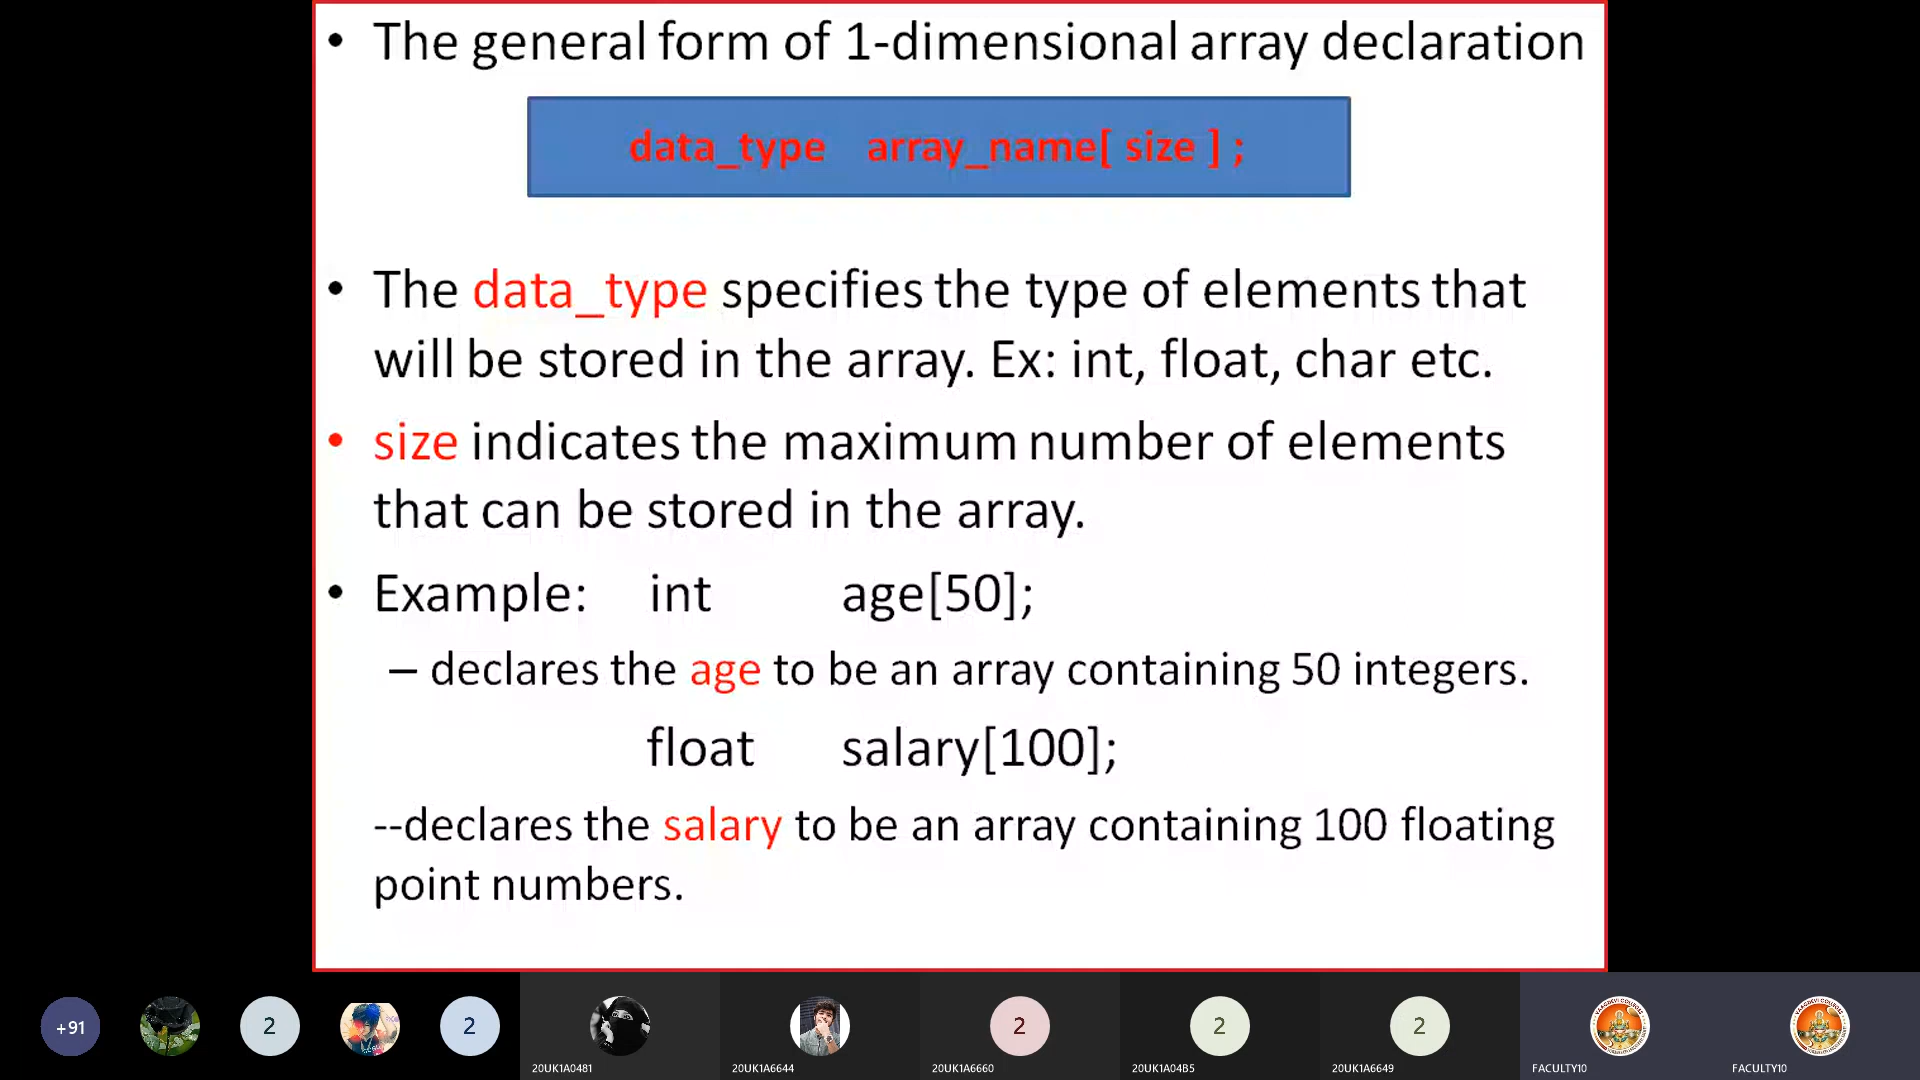 • The general form of 1-dimensional array declaration
data_type array_name[ size ] ;
• The data_type specifies the type of elements that
will be stored in the array. Ex: int, float, char etc.
• size indicates the maximum number of elements
that can be stored in the array.
• Example: int age[50];
– declares the age to be an array containing 50 integers.
float salary[100];
--declares the salary to be an array containing 100 floating
point numbers.
+91
2
2
2
2
2
20UK1A0481
20UK1A6644
20UK1A6660
20UK1A04B5
20UK1A6649
FACULTY10
FACULTY10